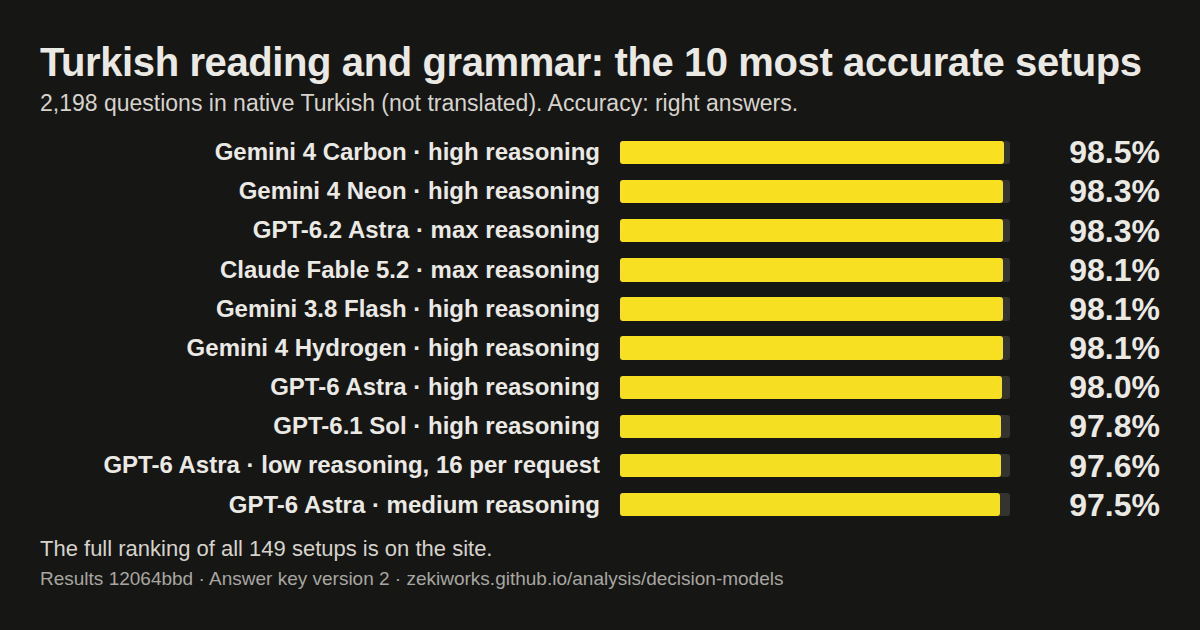 Turkish reading and grammar: the 10 most accurate setups
2,198 questions in native Turkish (not translated). Accuracy: right answers.
Gemini 4 Carbon · high reasoning 98.5%
Gemini 4 Neon · high reasoning 98.3%
GPT-6.2 Astra · max reasoning 98.3%
Claude Fable 5.2 · max reasoning 98.1%
Gemini 3.8 Flash · high reasoning 98.1%
Gemini 4 Hydrogen · high reasoning 98.1%
GPT-6 Astra · high reasoning 98.0%
GPT-6.1 Sol · high reasoning 97.8%
GPT-6 Astra · low reasoning, 16 per request 97.6%
GPT-6 Astra · medium reasoning 97.5%
The full ranking of all 149 setups is on the site.
Results 12064bbd · Answer key version 2 · zekiworks.github.io/analysis/decision-models